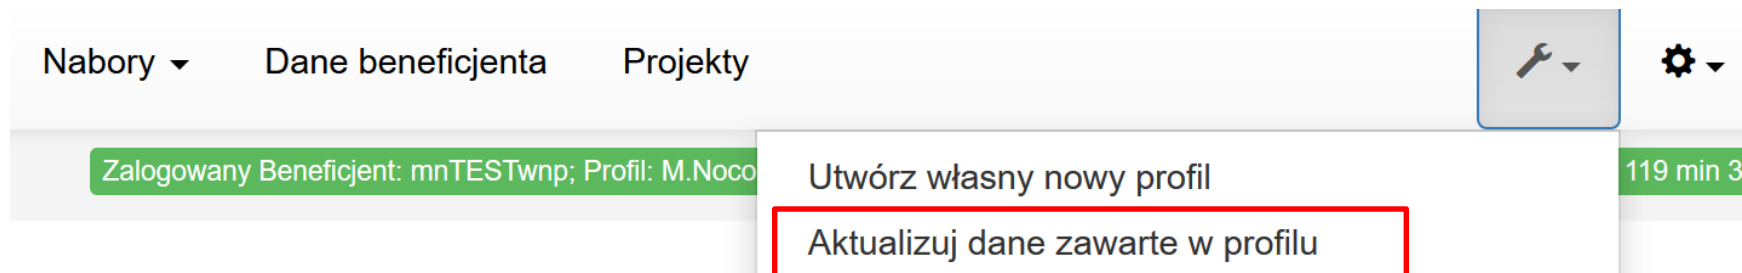 Nabory Dane beneficjenta Projekty
Zalogowany Beneficjent: mnTESTwnp; Profil: M.Noco 119 min 3
Utwórz własny nowy profil
Aktualizuj dane zawarte w profilu